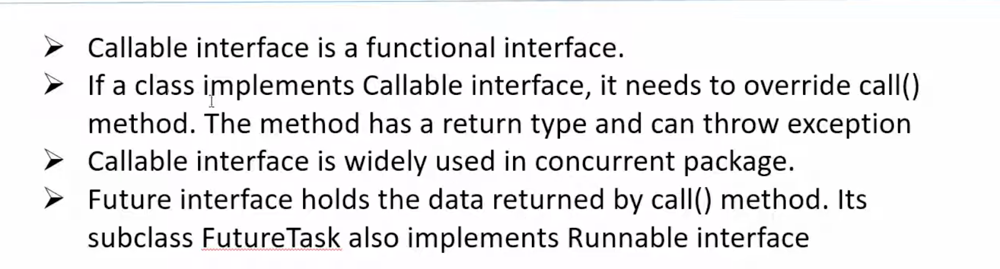 ➢ Callable interface is a functional interface.
➢ If a class implements Callable interface, it needs to override call()
method. The method has a return type and can throw exception
➢ Callable interface is widely used in concurrent package.
➢ Future interface holds the data returned by call() method. Its
subclass FutureTask also implements Runnable interface